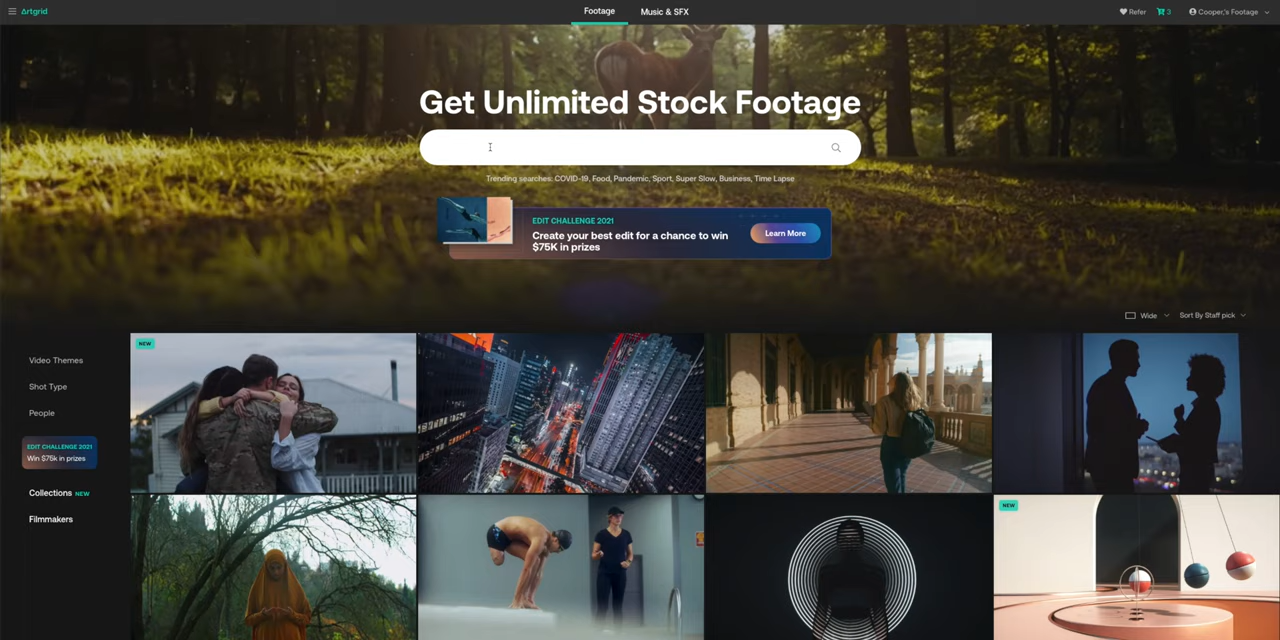 Artgrid
Footage
Music & SFX
Refer
3
Cooper,'s Footage
Get Unlimited Stock Footage
Trending searches: COVID-19, Food, Pandemic, Sport, Super Slow, Business, Time Lapse
EDIT CHALLENGE 2021
Create your best edit for a chance to win
$75K in prizes
Learn More
Wide
Sort By Staff pick
Video Themes
Shot Type
People
EDIT CHALLENGE 2021
Win $75k in prizes
Collections NEW
Filmmakers
NEW
NEW